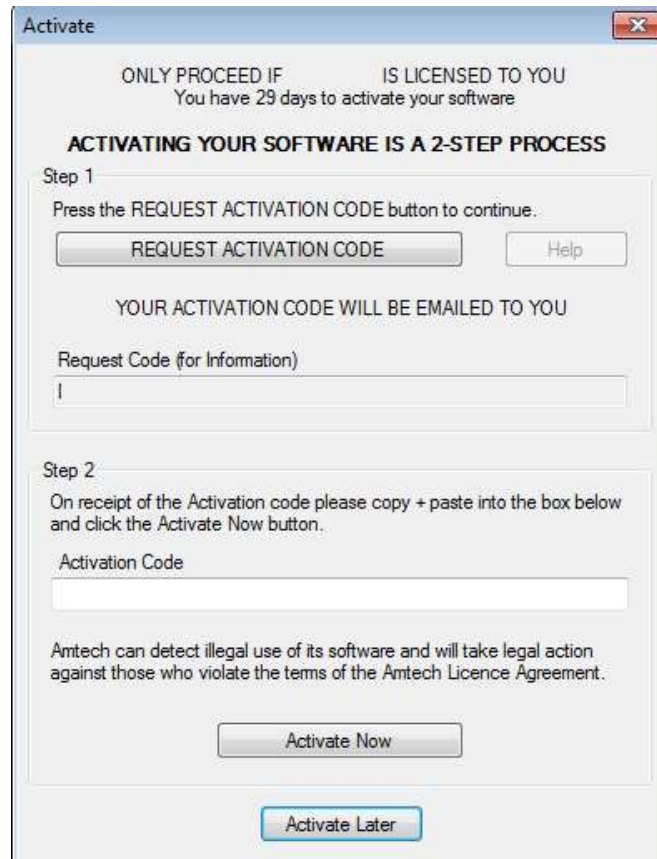 Activate
ONLY PROCEED IF IS LICENSED TO YOU
You have 29 days to activate your software
ACTIVATING YOUR SOFTWARE IS A 2-STEP PROCESS
Step 1
Press the REQUEST ACTIVATION CODE button to continue.
REQUEST ACTIVATION CODE Help
YOUR ACTIVATION CODE WILL BE EMAILED TO YOU
Request Code (for Information)
Step 2
On receipt of the Activation code please copy + paste into the box below
and click the Activate Now button.
Activation Code
Amtech can detect illegal use of its software and will take legal action
against those who violate the terms of the Amtech Licence Agreement.
Activate Now
Activate Later